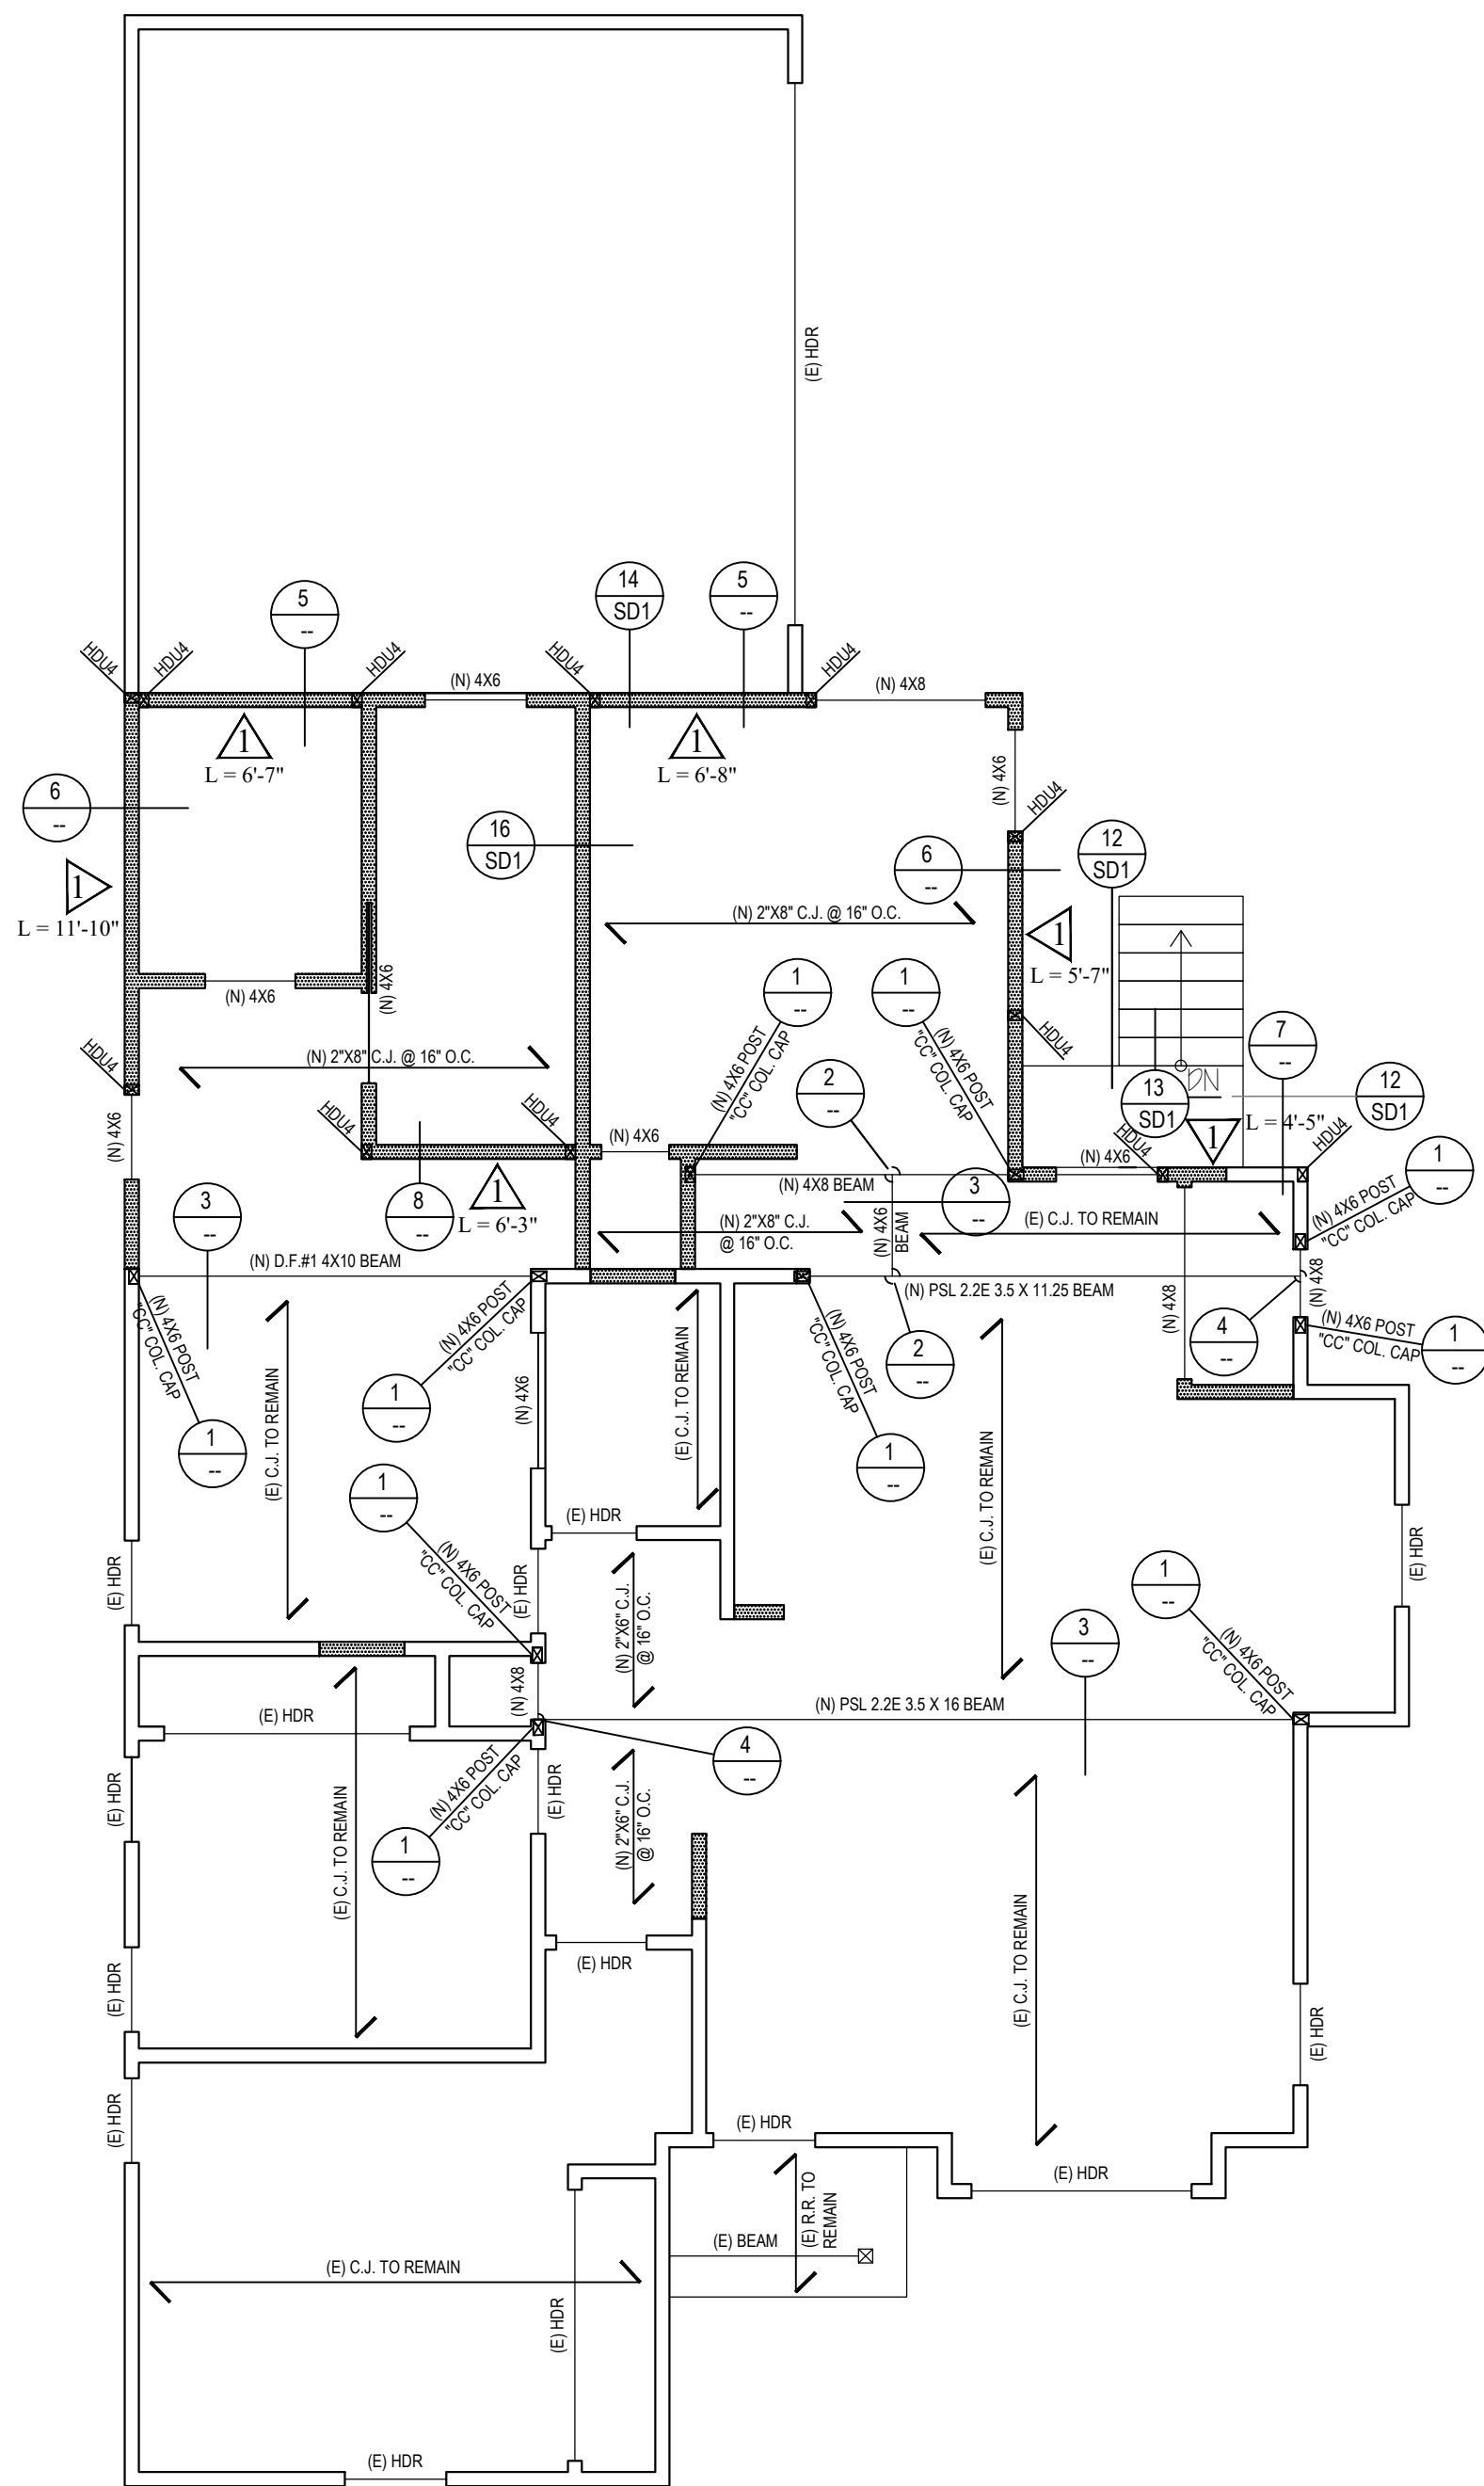 (E) HDR
5
--
14
SD1
5
--
HDU4
HDU4
HDU4
HDU4
HDU4
(N) 4X6
(N) 4X8
1
L = 6'-7"
1
L = 6'-8"
(N) 4X6
6
--
16
SD1
HDU4
6
--
12
SD1
1
L = 11'-10"
(N) 2"X8" C.J. @ 16" O.C.
1
L = 5'-7"
(N) 4X6
(N) 4X6
1
--
1
--
HDU4
7
--
(N) 2"X8" C.J. @ 16" O.C.
HDU4
(N) 4X6 POST
"CC" COL. CAP
(N) 4X6 POST
"CC" COL. CAP
2
--
DN
13
SD1
12
SD1
1
L = 4'-5"
HDU4
HDU4
HDU4
HDU4
(N) 4X6
(N) 4X6
(N) 4X6
1
--
(N) 4X8 BEAM
3
--
8
--
1
L = 6'-3"
3
--
(N) 2"X8" C.J.
@ 16" O.C.
(N) 4X6
BEAM
(E) C.J. TO REMAIN
(N) 4X6 POST
"CC" COL. CAP
(N) D.F.#1 4X10 BEAM
(N) PSL 2.2E 3.5 X 11.25 BEAM
(N) 4X8
(N) 4X8
(N) 4X6 POST
"CC" COL. CAP
1
--
(N) 4X6 POST
"CC" COL. CAP
(N) 4X6 POST
"CC" COL. CAP
(N) 4X6 POST
"CC" COL. CAP
4
--
2
--
1
--
(N) 4X6
(E) C.J. TO REMAIN
(E) C.J. TO REMAIN
1
--
1
--
1
--
(E) C.J. TO REMAIN
(E) HDR
(E) HDR
(N) 4X6 POST
"CC" COL. CAP
(E) HDR
(E) HDR
(N) 2"X6" C.J.
@ 16" O.C.
1
--
(N) 4X6 POST
"CC" COL. CAP
3
--
(N) 4X8
(E) HDR
(N) PSL 2.2E 3.5 X 16 BEAM
4
--
(N) 4X6 POST
"CC" COL. CAP
(E) HDR
(E) HDR
1
--
(N) 2"X6" C.J.
@ 16" O.C.
(E) C.J. TO REMAIN
(E) C.J. TO REMAIN
(E) HDR
(E) HDR
(E) HDR
(E) HDR
(E) HDR
(E) HDR
(E) R.R. TO
REMAIN
(E) BEAM
(E) C.J. TO REMAIN
(E) HDR
(E) HDR